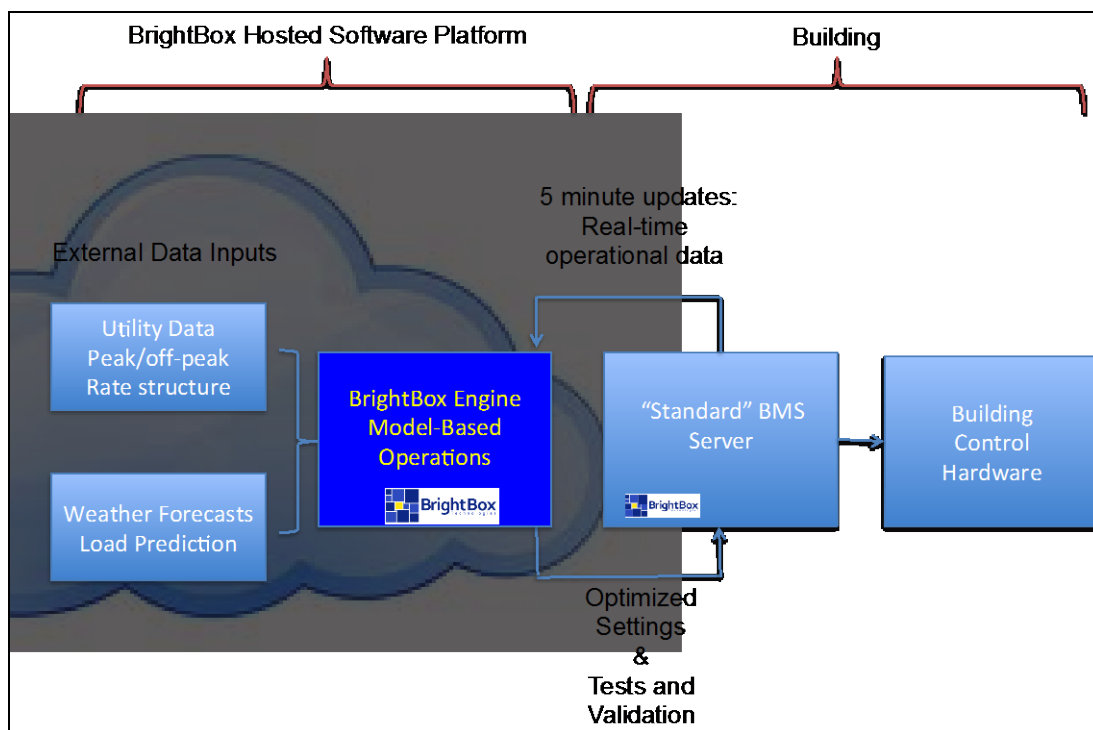 BrightBox Hosted Software Platform
Building
5 minute updates:
Real-time
operational data
External Data Inputs
Utility Data
Peak/off-peak
Rate structure
Weather Forecasts
Load Prediction
BrightBox Engine
Model-Based
Operations
BrightBox
technologies
“Standard” BMS
Server
BrightBox
Building
Control
Hardware
Optimized
Settings
&
Tests and
Validation